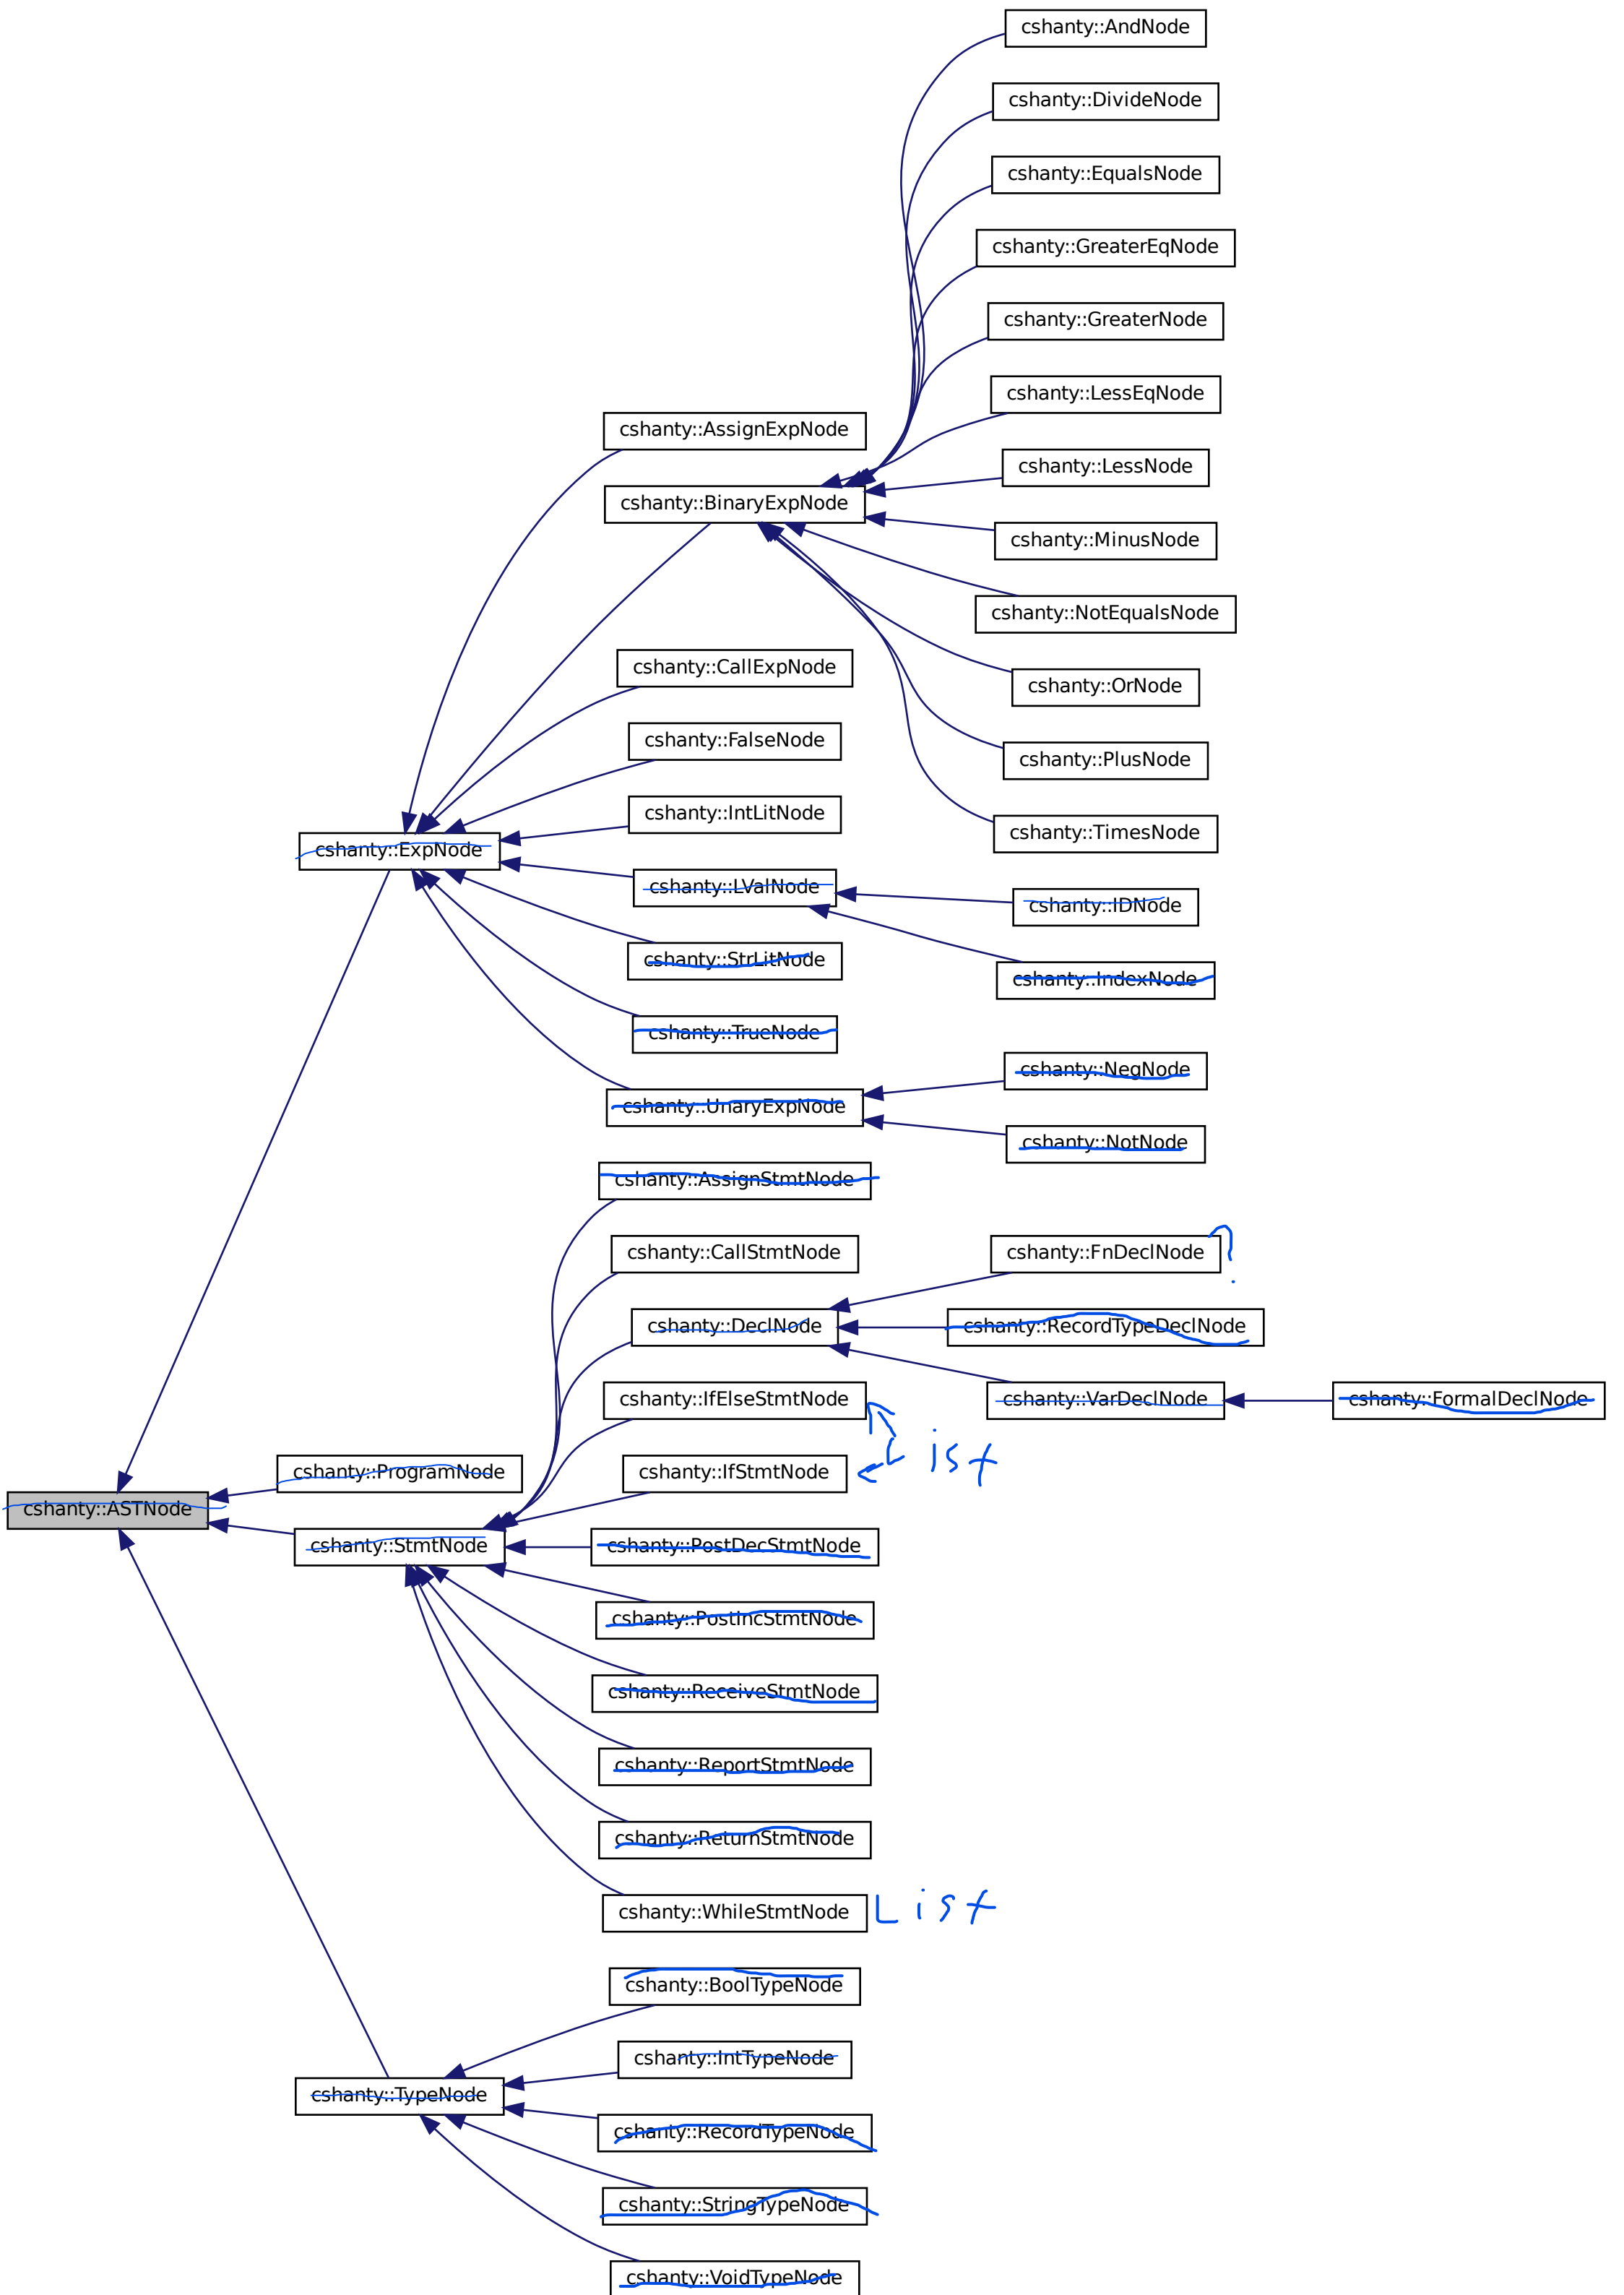 cshanty::AndNode
cshanty::DivideNode
cshanty::EqualsNode
cshanty::GreaterEqNode
cshanty::GreaterNode
cshanty::LessEqNode
cshanty::AssignExpNode
cshanty::LessNode
cshanty::BinaryExpNode
cshanty::MinusNode
cshanty::NotEqualsNode
cshanty::CallExpNode
cshanty::OrNode
cshanty::FalseNode
cshanty::PlusNode
cshanty::IntLitNode
cshanty::TimesNode
cshanty::ExpNode
cshanty::LValNode
cshanty::IDNode
cshanty::StrLitNode
cshanty::IndexNode
cshanty::TrueNode
cshanty::NegNode
cshanty::UnaryExpNode
cshanty::NotNode
cshanty::AssignStmtNode
cshanty::CallStmtNode
cshanty::FnDeclNode ?
cshanty::DeclNode
cshanty::RecordTypeDeclNode
cshanty::IfElseStmtNode
cshanty::VarDeclNode
cshanty::FormalDeclNode
List
cshanty::ProgramNode
cshanty::IfStmtNode
cshanty::ASTNode
cshanty::StmtNode
cshanty::PostDecStmtNode
cshanty::PostIncStmtNode
cshanty::ReceiveStmtNode
cshanty::ReportStmtNode
cshanty::ReturnStmtNode
cshanty::WhileStmtNode List
cshanty::BoolTypeNode
cshanty::IntTypeNode
cshanty::TypeNode
cshanty::RecordTypeNode
cshanty::StringTypeNode
cshanty::VoidTypeNode